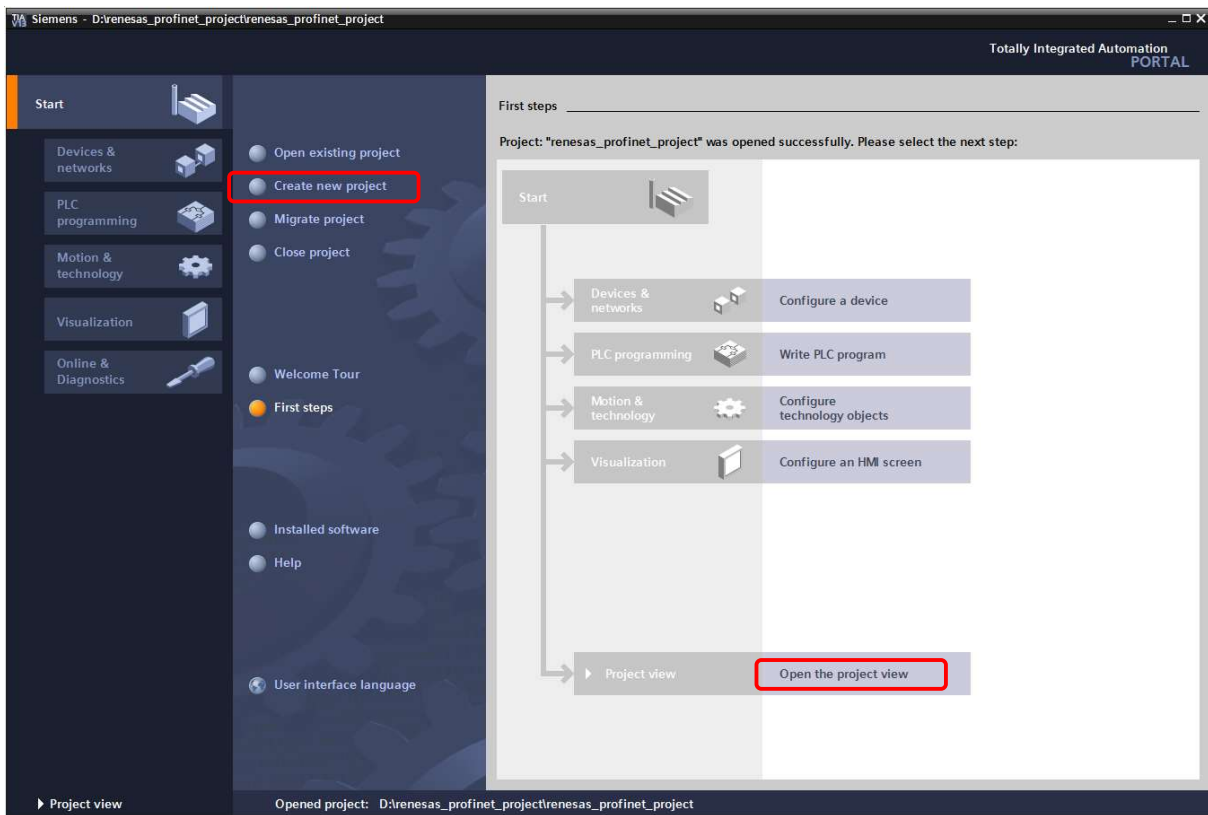 Siemens - D:\renesas_profinet_project\renesas_profinet_project
Totally Integrated Automation
PORTAL
Start
Devices &
networks
PLC
programming
Motion &
technology
Visualization
Online &
Diagnostics
Open existing project
Create new project
Migrate project
Close project
Welcome Tour
First steps
Installed software
Help
User interface language
First steps
Project: "renesas_profinet_project" was opened successfully. Please select the next step:
Start
Devices &
networks
Configure a device
PLC programming
Write PLC program
Motion &
technology
Configure
technology objects
Visualization
Configure an HMI screen
Project view
Open the project view
Project view
Opened project: D:\renesas_profinet_project\renesas_profinet_project